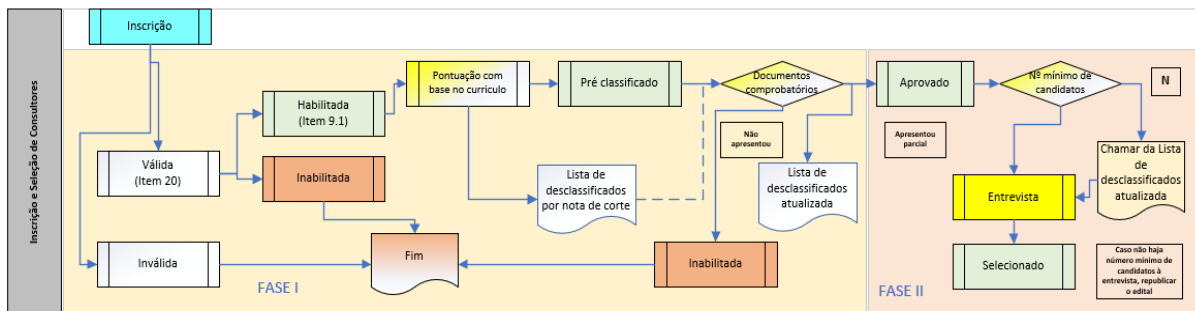 Inscrição e Seleção de Consultores
Inscrição
Válida
(Item 20)
Inválida
Habilitada
(Item 9.1)
Inabilitada
Pontuação com
base no curriculo
Pré classificado
Lista de
desclassificados
por nota de corte
Fim
Documentos
comprobatórios
Não
apresentou
Lista de
desclassificados
atualizada
Inabilitada
FASE I
Aprovado
Apresentou
parcial
Nº mínimo de
candidatos
N
Chamar da Lista
de
desclassificados
atualizada
Entrevista
Selecionado
Caso não haja
número mínimo de
candidatos à
entrevista, republicar
o edital
FASE II